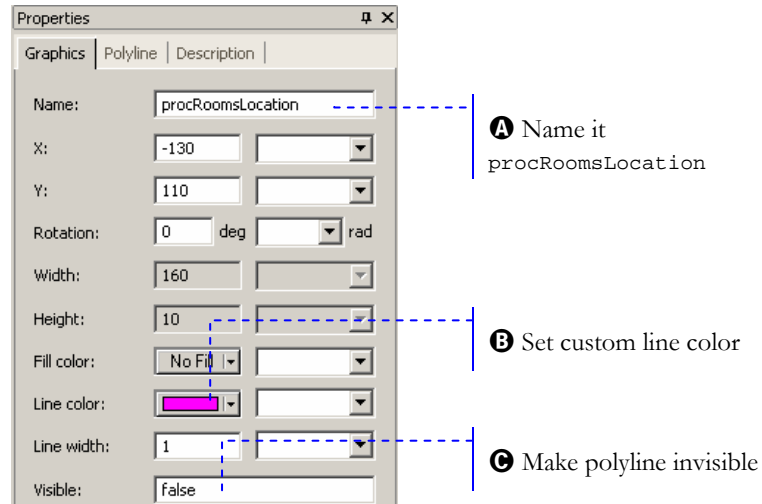 Properties
Graphics Polyline Description
Name: procRoomsLocation
X: -130
Y: 110
Rotation: 0 deg rad
Width: 160
Height: 10
Fill color: No Fill
Line color:
Line width: 1
Visible: false
A Name it
procRoomsLocation
B Set custom line color
C Make polyline invisible